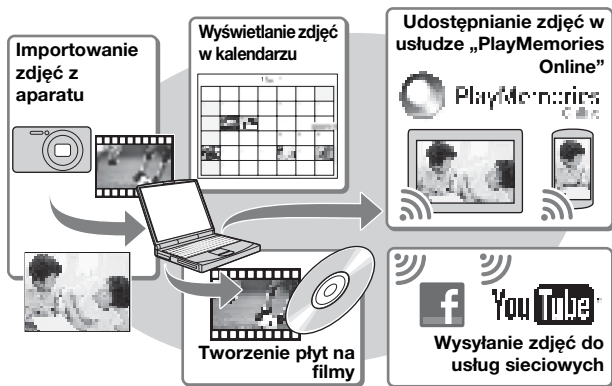 Importowanie
zdjęć z
aparatu
Wyświetlanie zdjęć
w kalendarzu
Udostępnianie zdjęć w
usłudze „PlayMemories
Online”
PlayMemories
Online
Tworzenie płyt na
filmy
f
YouTube
Wysyłanie zdjęć do
usług sieciowych